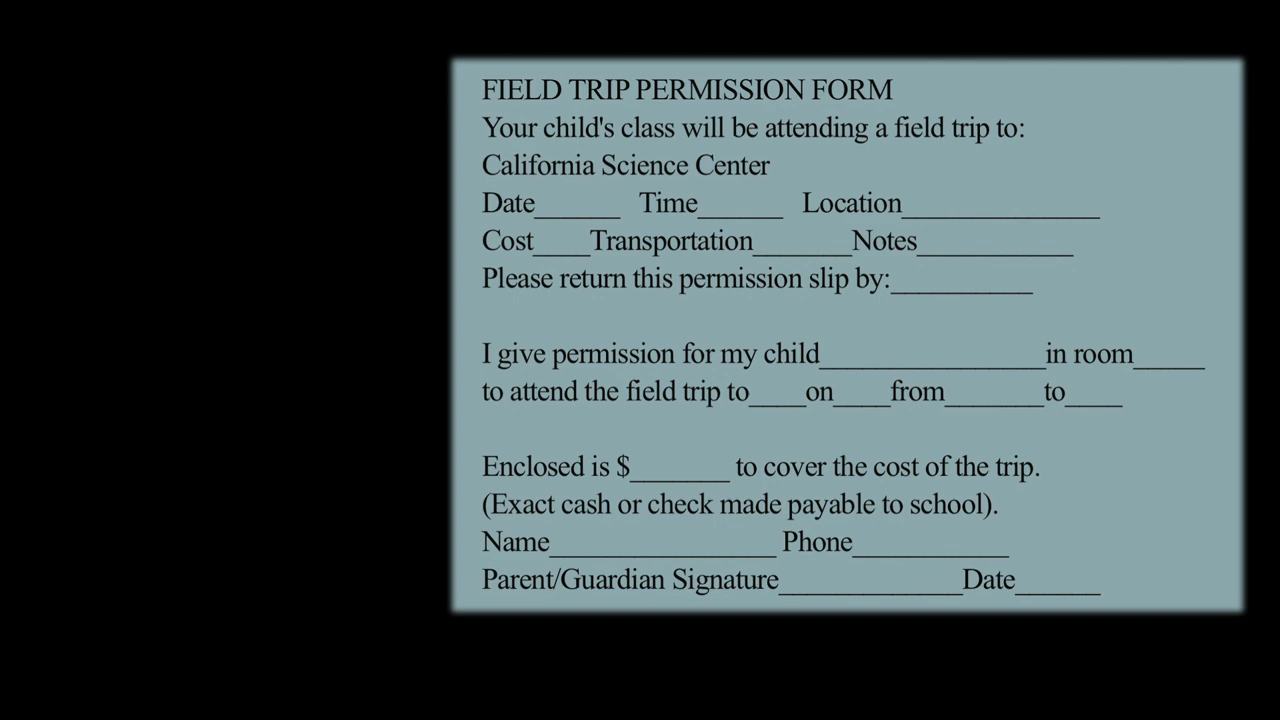 FIELD TRIP PERMISSION FORM
Your child's class will be attending a field trip to:
California Science Center
Date______ Time______ Location______________
Cost____Transportation_______Notes___________
Please return this permission slip by:__________
I give permission for my child________________in room_____
to attend the field trip to____on____from_______to____
Enclosed is $_______ to cover the cost of the trip.
(Exact cash or check made payable to school).
Name________________ Phone___________
Parent/Guardian Signature_____________Date______